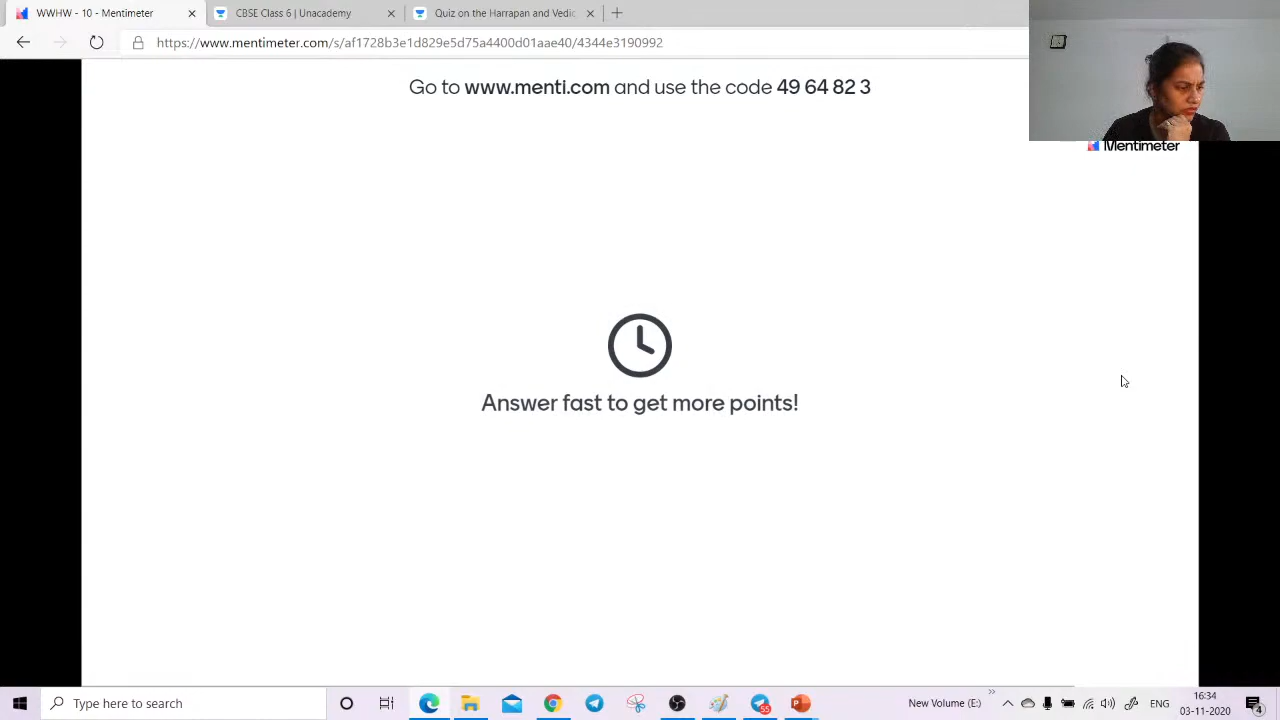 WWHW - 10 - Mentimeter
CBSE Class 6 | Unacademy
Quiz on the Harrapan and Vedic
https://www.mentimeter.com/s/af1728b3e1d829e5d75a4400d01aae40/4344e3190992
Go to www.menti.com and use the code 49 64 82 3
Mentimeter
Answer fast to get more points!
Type here to search
55
New Volume (E:)
ENG
16:34
03-11-2020
4